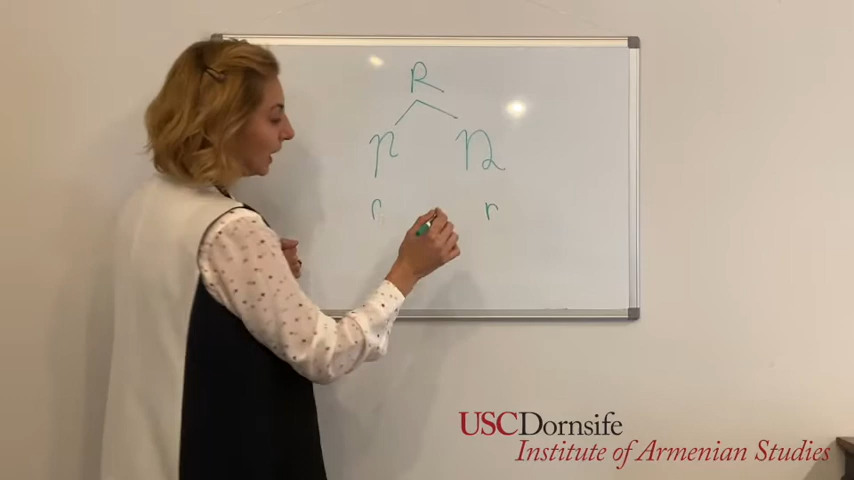 R
ր ռ
r r
USCDornsife
Institute of Armenian Studies